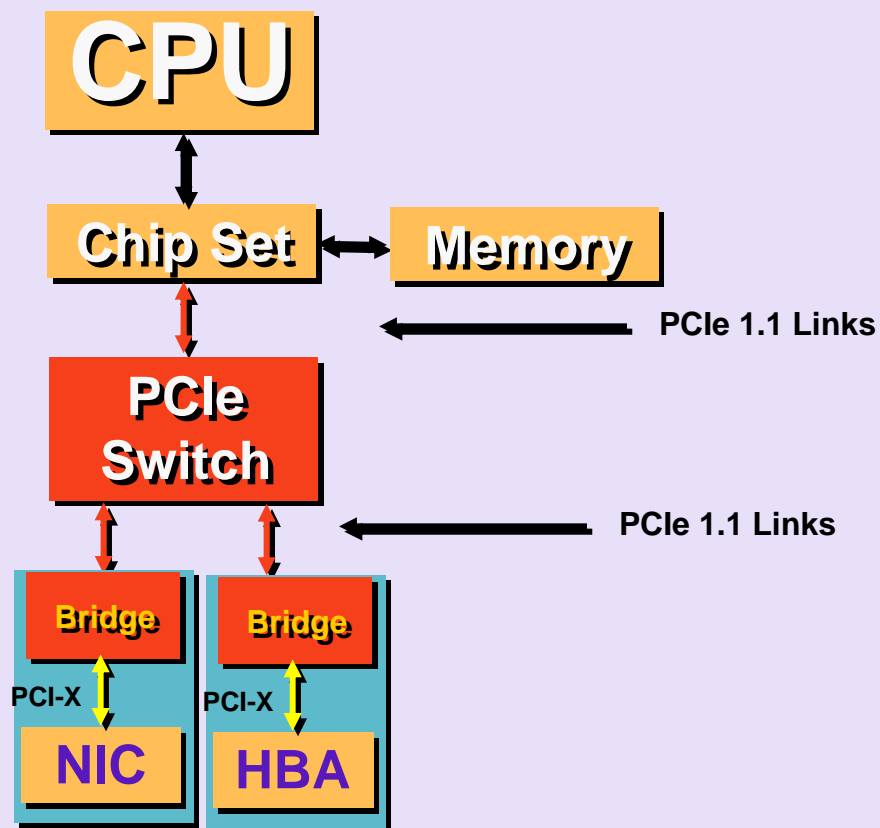 CPU
Chip Set
Memory
PCIe 1.1 Links
PCIe
Switch
PCIe 1.1 Links
Bridge
Bridge
PCI-X
PCI-X
NIC
HBA